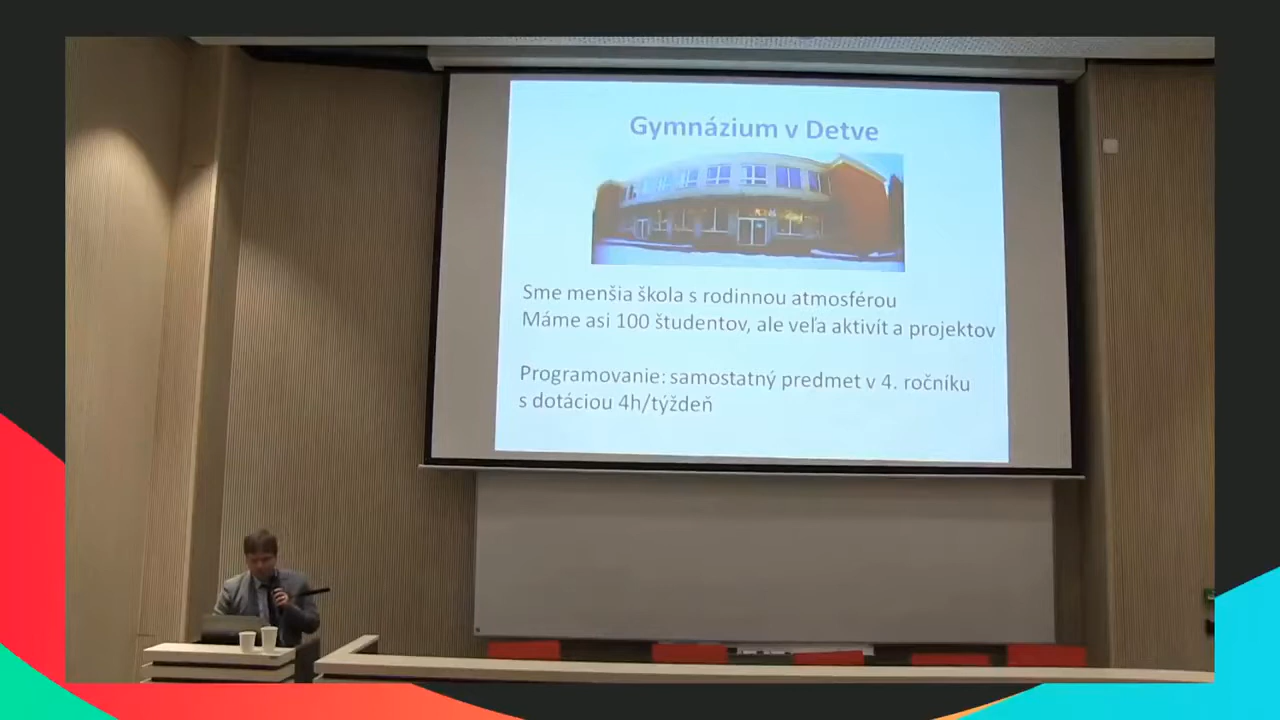 Gymnázium v Detve
Sme menšia škola s rodinnou atmosférou
Máme asi 100 študentov, ale veľa aktivít a projektov
Programovanie: samostatný predmet v 4. ročníku
s dotáciou 4h/týždeň